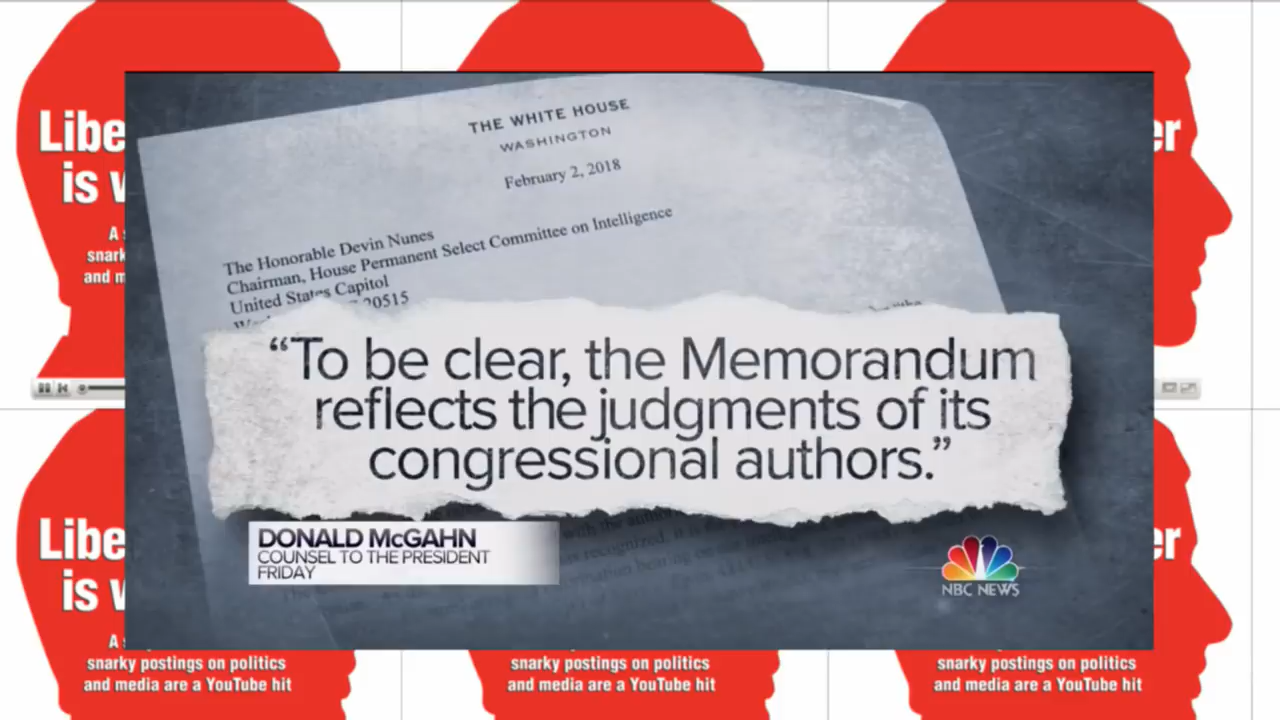 Libe
is w
A s
snark
and m
er
THE WHITE HOUSE
WASHINGTON
February 2, 2018
The Honorable Devin Nunes
Chairman, House Permanent Select Committee on Intelligence
United States Capitol
20515
“To be clear, the Memorandum
reflects the judgments of its
congressional authors.”
DONALD McGAHN
COUNSEL TO THE PRESIDENT
FRIDAY
NBC NEWS
Libe
is w
A s
snarky postings on politics
and media are a YouTube hit
snarky postings on politics
and media are a YouTube hit
er
snarky postings on politics
and media are a YouTube hit